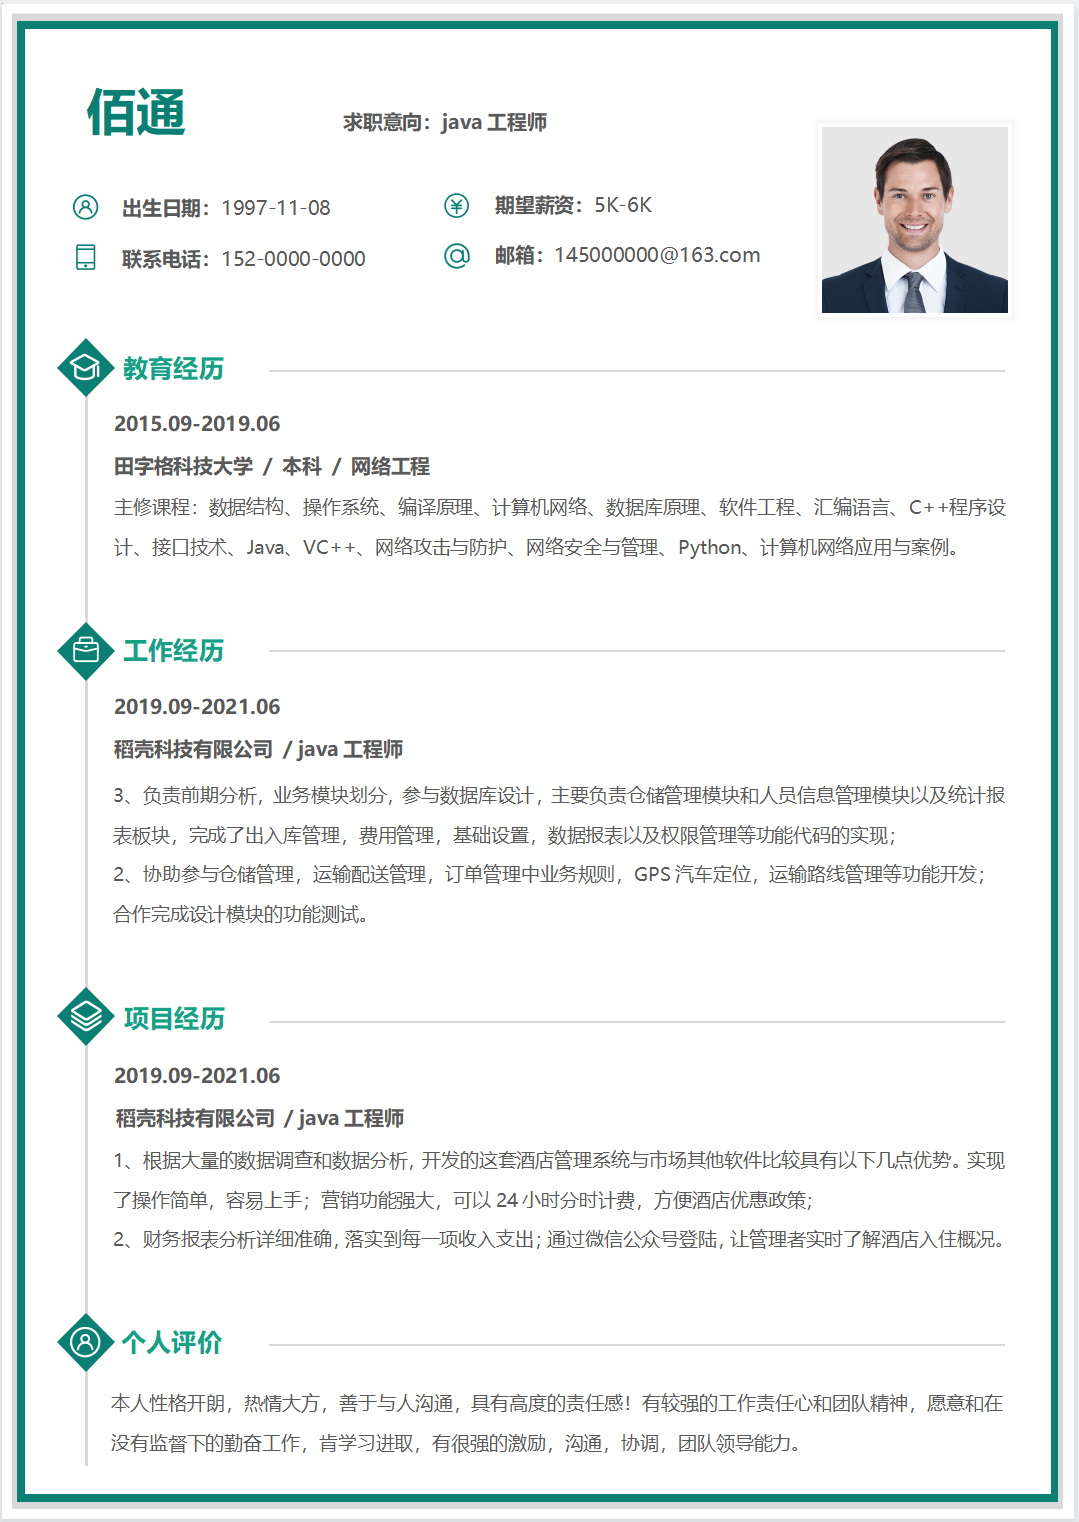 佰通
求职意向：java 工程师
出生日期：1997-11-08
期望薪资：5K-6K
联系电话：152-0000-0000
邮箱：145000000@163.com
教育经历
2015.09-2019.06
田字格科技大学 / 本科 / 网络工程
主修课程：数据结构、操作系统、编译原理、计算机网络、数据库原理、软件工程、汇编语言、C++程序设
计、接口技术、Java、VC++、网络攻击与防护、网络安全与管理、Python、计算机网络应用与案例。
工作经历
2019.09-2021.06
稻壳科技有限公司 / java 工程师
3、负责前期分析，业务模块划分，参与数据库设计，主要负责仓储管理模块和人员信息管理模块以及统计报
表板块，完成了出入库管理，费用管理，基础设置，数据报表以及权限管理等功能代码的实现；
2、协助参与仓储管理，运输配送管理，订单管理中业务规则，GPS 汽车定位，运输路线管理等功能开发；
合作完成设计模块的功能测试。
项目经历
2019.09-2021.06
稻壳科技有限公司 / java 工程师
1、根据大量的数据调查和数据分析，开发的这套酒店管理系统与市场其他软件比较具有以下几点优势。实现
了操作简单，容易上手；营销功能强大，可以 24 小时分时计费，方便酒店优惠政策；
2、财务报表分析详细准确，落实到每一项收入支出；通过微信公众号登陆，让管理者实时了解酒店入住概况。
个人评价
本人性格开朗，热情大方，善于与人沟通，具有高度的责任感！有较强的工作责任心和团队精神，愿意和在
没有监督下的勤奋工作，肯学习进取，有很强的激励，沟通，协调，团队领导能力。